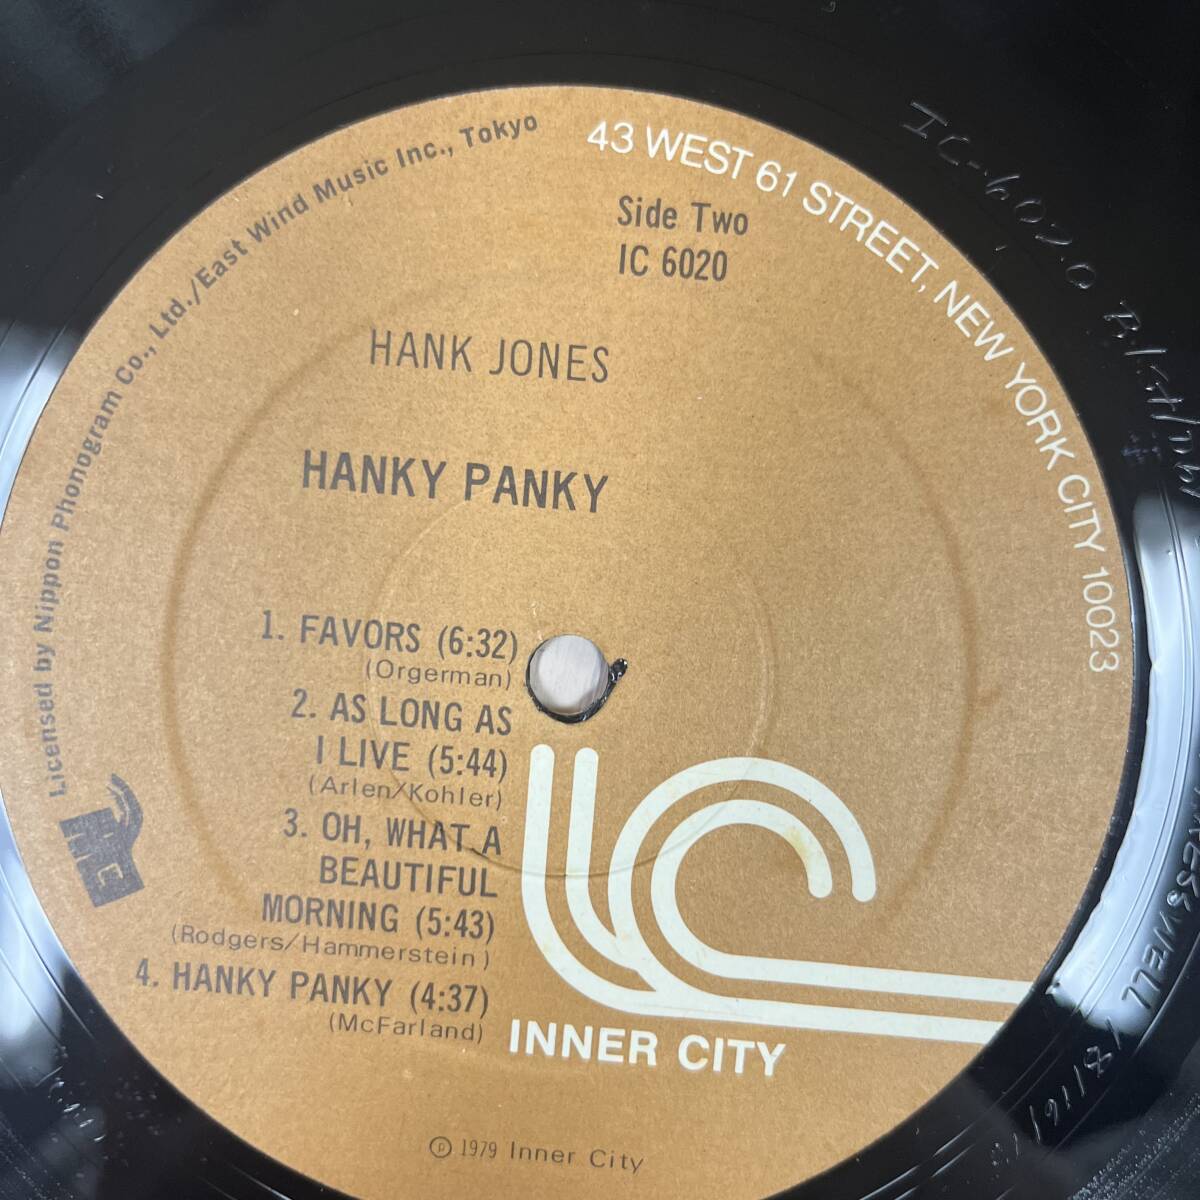 Licensed by Nippon Phonogram Co., Ltd./East Wind Music Inc., Tokyo
43 WEST 61 STREET, NEW YORK CITY 10023
Side Two
IC 6020
HANK JONES
HANKY PANKY
1. FAVORS (6:32)
(Orgerman)
2. AS LONG AS
I LIVE (5:44)
(Arlen/Kohler)
3. OH, WHAT A
BEAUTIFUL
MORNING (5:43)
(Rodgers/Hammerstein)
4. HANKY PANKY (4:37)
(McFarland)
INNER CITY
℗ 1979 Inner City
IC-6020